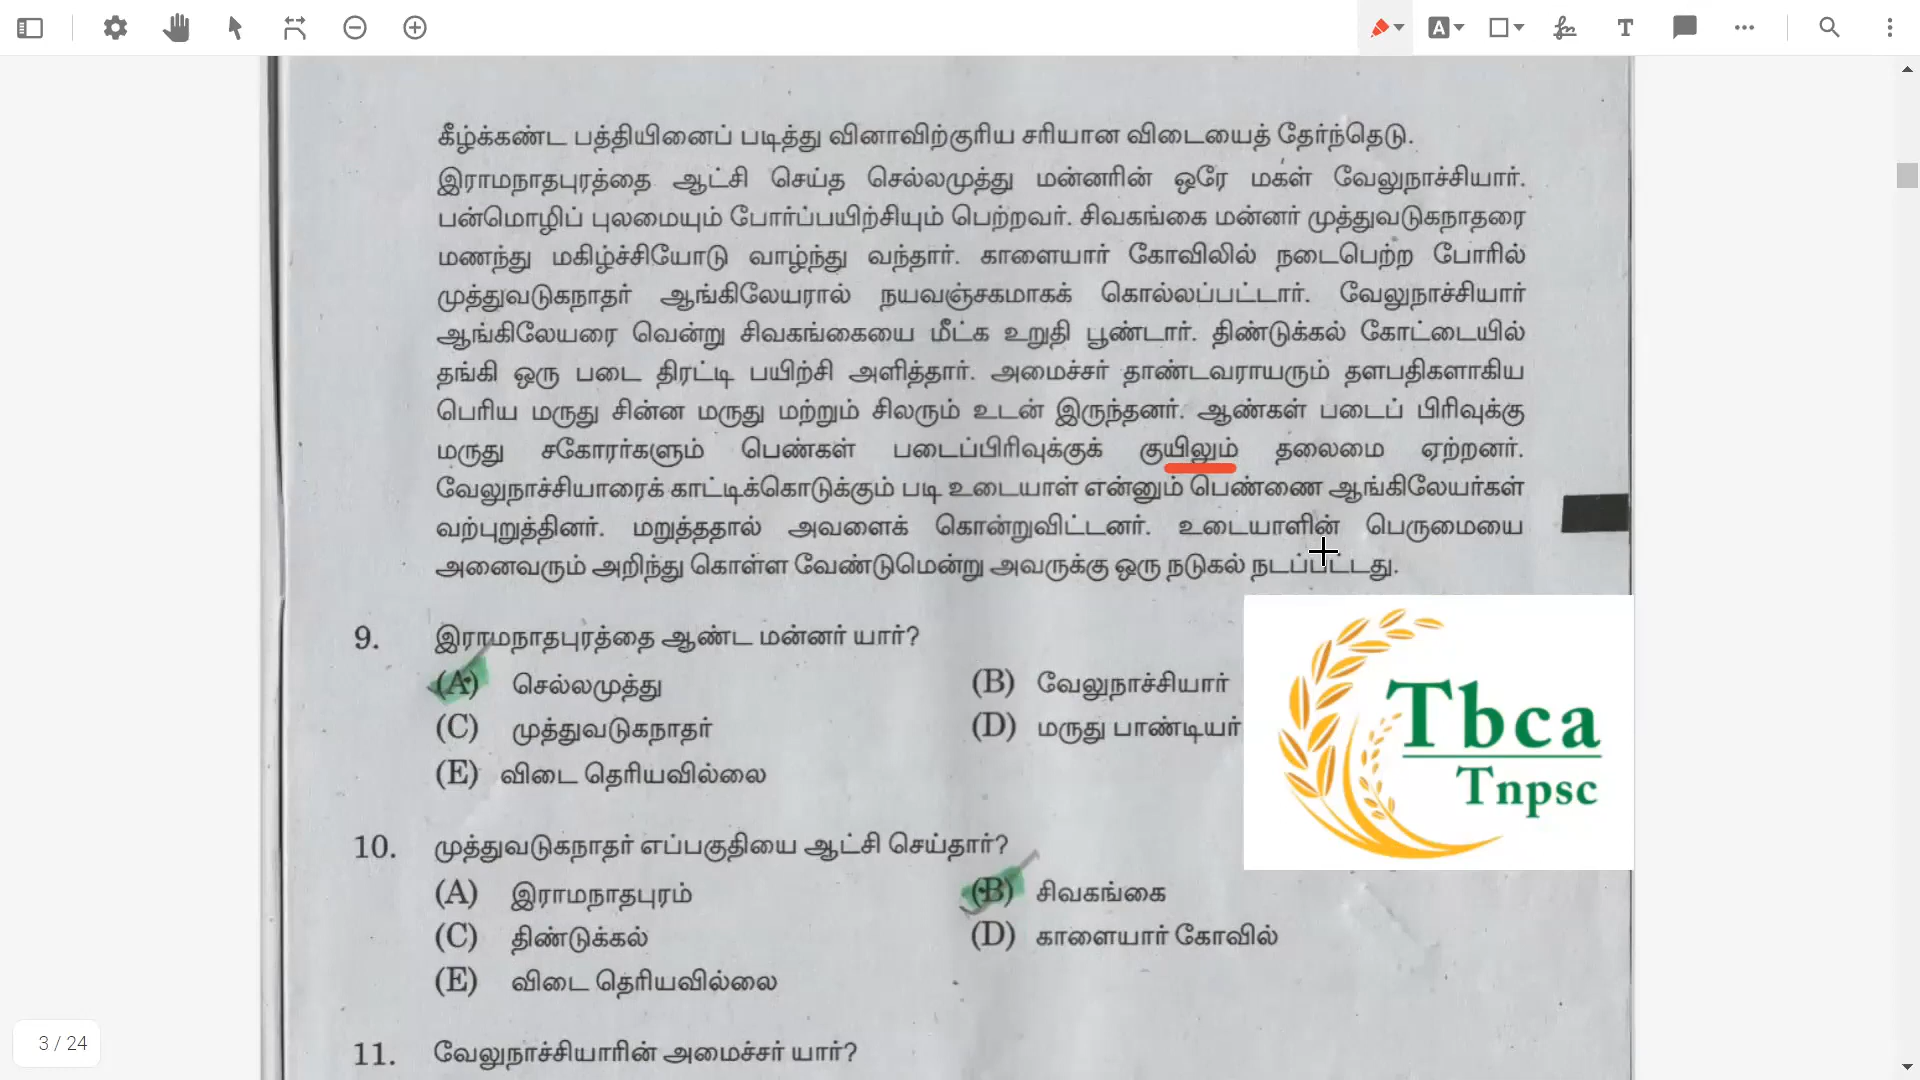 கீழ்க்கண்ட பத்தியினைப் படித்து வினாவிற்குரிய சரியான விடையைத் தேர்ந்தெடு.
இராமநாதபுரத்தை ஆட்சி செய்த செல்லமுத்து மன்னரின் ஒரே மகள் வேலுநாச்சியார்.
பன்மொழிப் புலமையும் போர்ப்பயிற்சியும் பெற்றவர். சிவகங்கை மன்னர் முத்துவடுகநாதரை
மணந்து மகிழ்ச்சியோடு வாழ்ந்து வந்தார். காளையார் கோவிலில் நடைபெற்ற போரில்
முத்துவடுகநாதர் ஆங்கிலேயரால் நயவஞ்சகமாகக் கொல்லப்பட்டார். வேலுநாச்சியார்
ஆங்கிலேயரை வென்று சிவகங்கையை மீட்க உறுதி பூண்டார். திண்டுக்கல் கோட்டையில்
தங்கி ஒரு படை திரட்டி பயிற்சி அளித்தார். அமைச்சர் தாண்டவராயரும் தளபதிகளாகிய
பெரிய மருது சின்ன மருது மற்றும் சிலரும் உடன் இருந்தனர். ஆண்கள் படைப் பிரிவுக்கு
மருது சகோரர்களும் பெண்கள் படைப்பிரிவுக்குக் குயிலும் தலைமை ஏற்றனர்.
வேலுநாச்சியாரைக் காட்டிக்கொடுக்கும் படி உடையாள் என்னும் பெண்ணை ஆங்கிலேயர்கள்
வற்புறுத்தினர். மறுத்ததால் அவளைக் கொன்றுவிட்டனர். உடையாளின் பெருமையை
அனைவரும் அறிந்து கொள்ள வேண்டுமென்று அவருக்கு ஒரு நடுகல் நடப்பட்டது.
9. இராமநாதபுரத்தை ஆண்ட மன்னர் யார்?
(A) செல்லமுத்து (B) வேலுநாச்சியார்
(C) முத்துவடுகநாதர் (D) மருது பாண்டியர்
(E) விடை தெரியவில்லை
Tbca
Tnpsc
10. முத்துவடுகநாதர் எப்பகுதியை ஆட்சி செய்தார்?
(A) இராமநாதபுரம் (B) சிவகங்கை
(C) திண்டுக்கல் (D) காளையார் கோவில்
(E) விடை தெரியவில்லை
11. வேலுநாச்சியாரின் அமைச்சர் யார்?
3 / 24